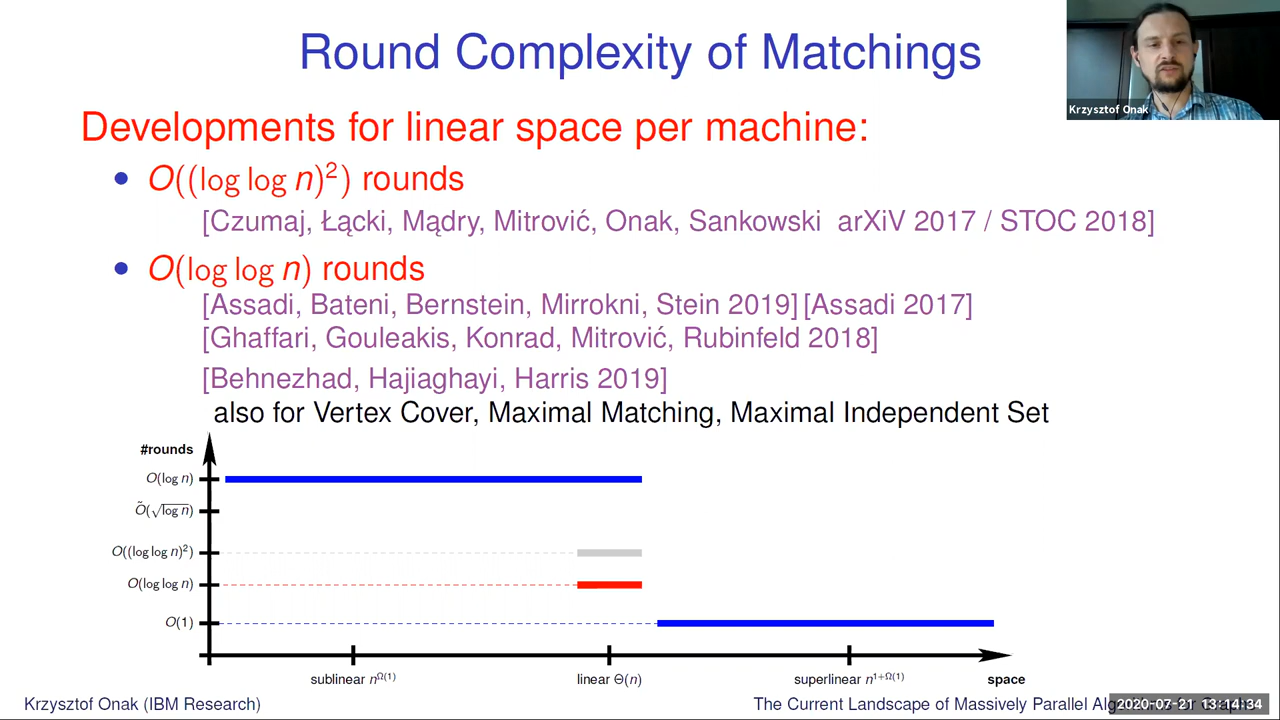 Round Complexity of Matchings
Krzysztof Onak
Developments for linear space per machine:
• O((log log n)²) rounds
[Czumaj, Łącki, Mądry, Mitrović, Onak, Sankowski arXiV 2017 / STOC 2018]
• O(log log n) rounds
[Assadi, Bateni, Bernstein, Mirrokni, Stein 2019] [Assadi 2017]
[Ghaffari, Gouleakis, Konrad, Mitrović, Rubinfeld 2018]
[Behnezhad, Hajiaghayi, Harris 2019]
also for Vertex Cover, Maximal Matching, Maximal Independent Set
#rounds
O(log n)
Õ(√log n)
O((log log n)²)
O(log log n)
O(1)
sublinear n^Ω(1)
linear Θ(n)
superlinear n^1+Ω(1)
space
Krzysztof Onak (IBM Research)
The Current Landscape of Massively Parallel
2020-07-21 13:14:34